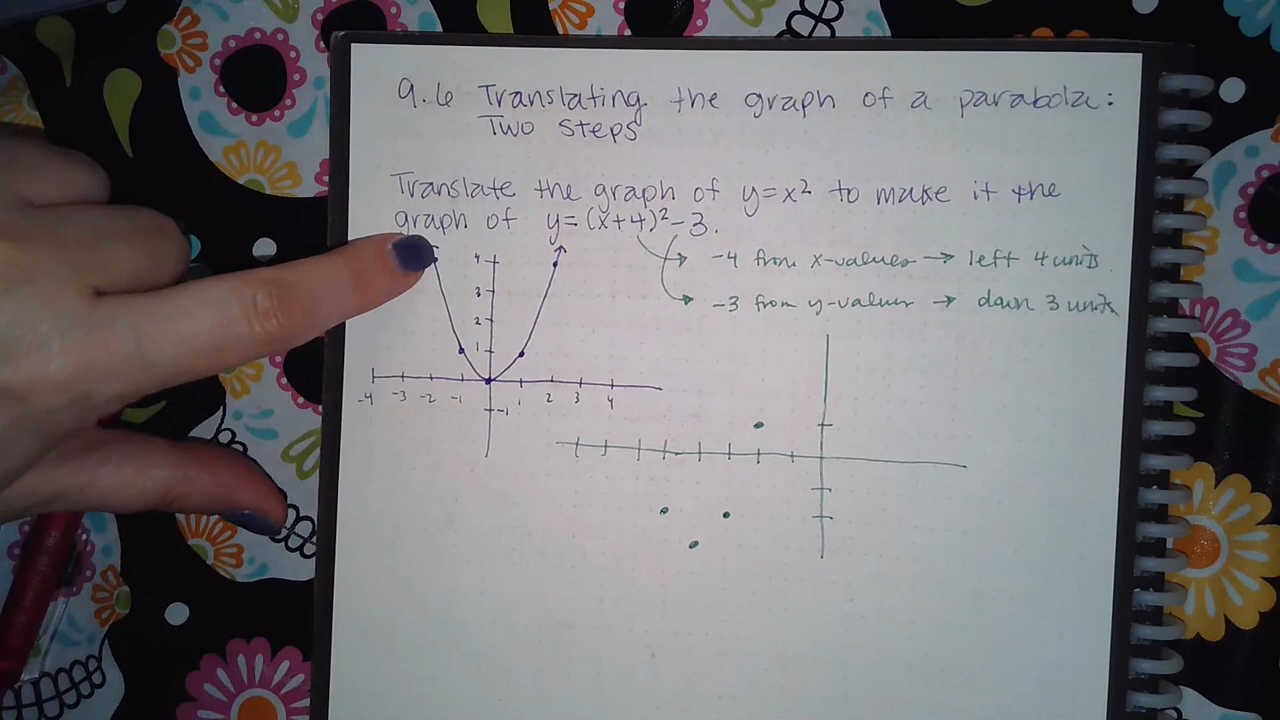 9.6 Translating the graph of a parabola:
Two steps
Translate the graph of y=x² to make it the
graph of y=(x+4)²-3.
-4 from x-values → left 4 units.
-3 from y-values → down 3 units
4
3
2
1
-4 -3 -2 -1 1 2 3 4
-1